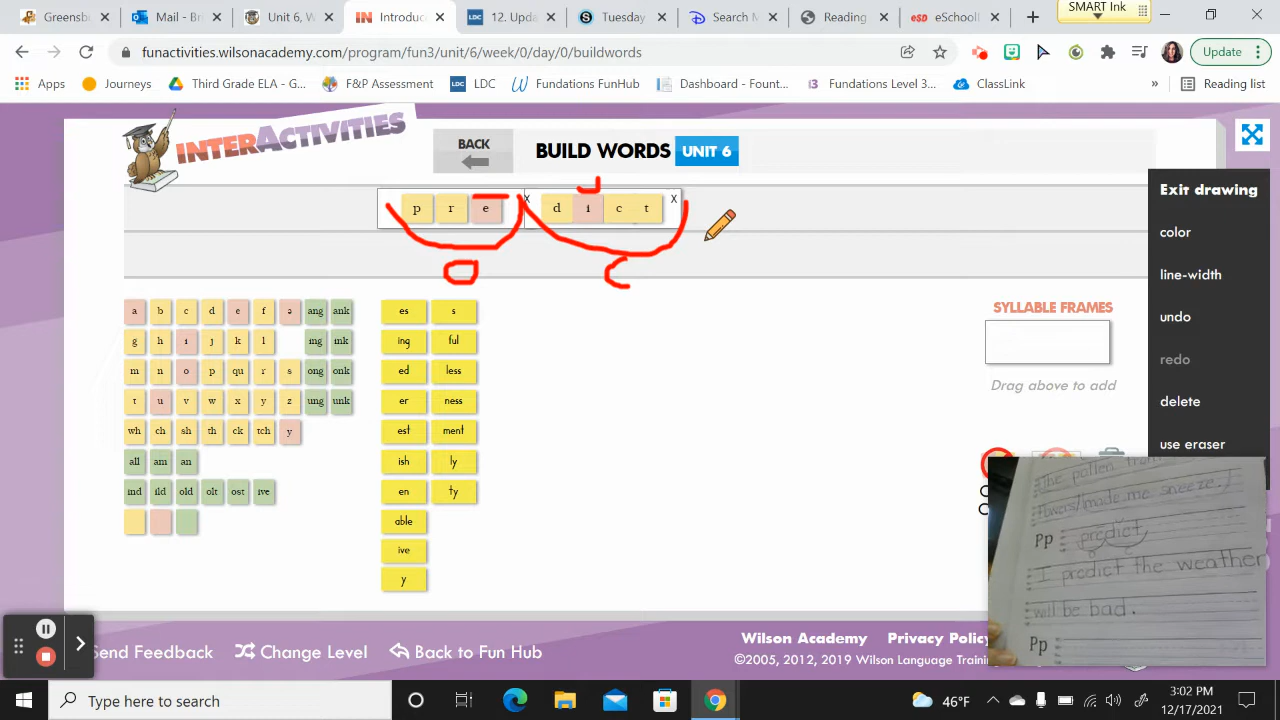 Greensb
Mail - Br
Unit 6, W
Introduc
12. Upda
Tuesday
Search M
Reading
eSchooll
SMART Ink
funactivities.wilsonacademy.com/program/fun3/unit/6/week/0/day/0/buildwords
Update
Apps
Journeys
Third Grade ELA - G...
F&P Assessment
LDC
Fundations FunHub
Dashboard - Fount...
Fundations Level 3...
ClassLink
»
Reading list
INTERACTIVITIES
BACK
BUILD WORDS UNIT 6
p r e x d i c t x
o c
a b c d e f ə ang ank
g h i j k l ing ink
m n o p qu r s ong onk
t u v w x y z ung unk
wh ch sh th ck tch y
all am an
ind ild old olt ost ive
es s
ing ful
ed less
er ness
est ment
ish ly
en ty
able
ive
y
SYLLABLE FRAMES
Drag above to add
Exit drawing
color
line-width
undo
redo
delete
use eraser
The pollen from
flowers/made me sneeze./
Pp predict
I predict the weather
will be bad.
Pp
Send Feedback
Change Level
Back to Fun Hub
Wilson Academy
Privacy Policy
©2005, 2012, 2019 Wilson Language Traini
Type here to search
46°F
3:02 PM
12/17/2021